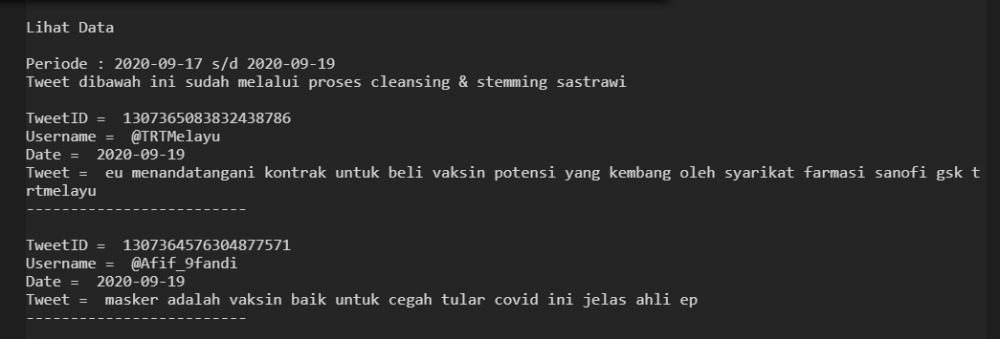 Lihat Data
Periode : 2020-09-17 s/d 2020-09-19
Tweet dibawah ini sudah melalui proses cleansing & stemming sastrawi
TweetID =  1307365083832438786
Username =  @TRTMelayu
Date =  2020-09-19
Tweet =  eu menandatangani kontrak untuk beli vaksin potensi yang kembang oleh syarikat farmasi sanofi gsk t
rtmelayu
-------------------------
TweetID =  1307364576304877571
Username =  @Afif_9fandi
Date =  2020-09-19
Tweet =  masker adalah vaksin baik untuk cegah tular covid ini jelas ahli ep
-------------------------